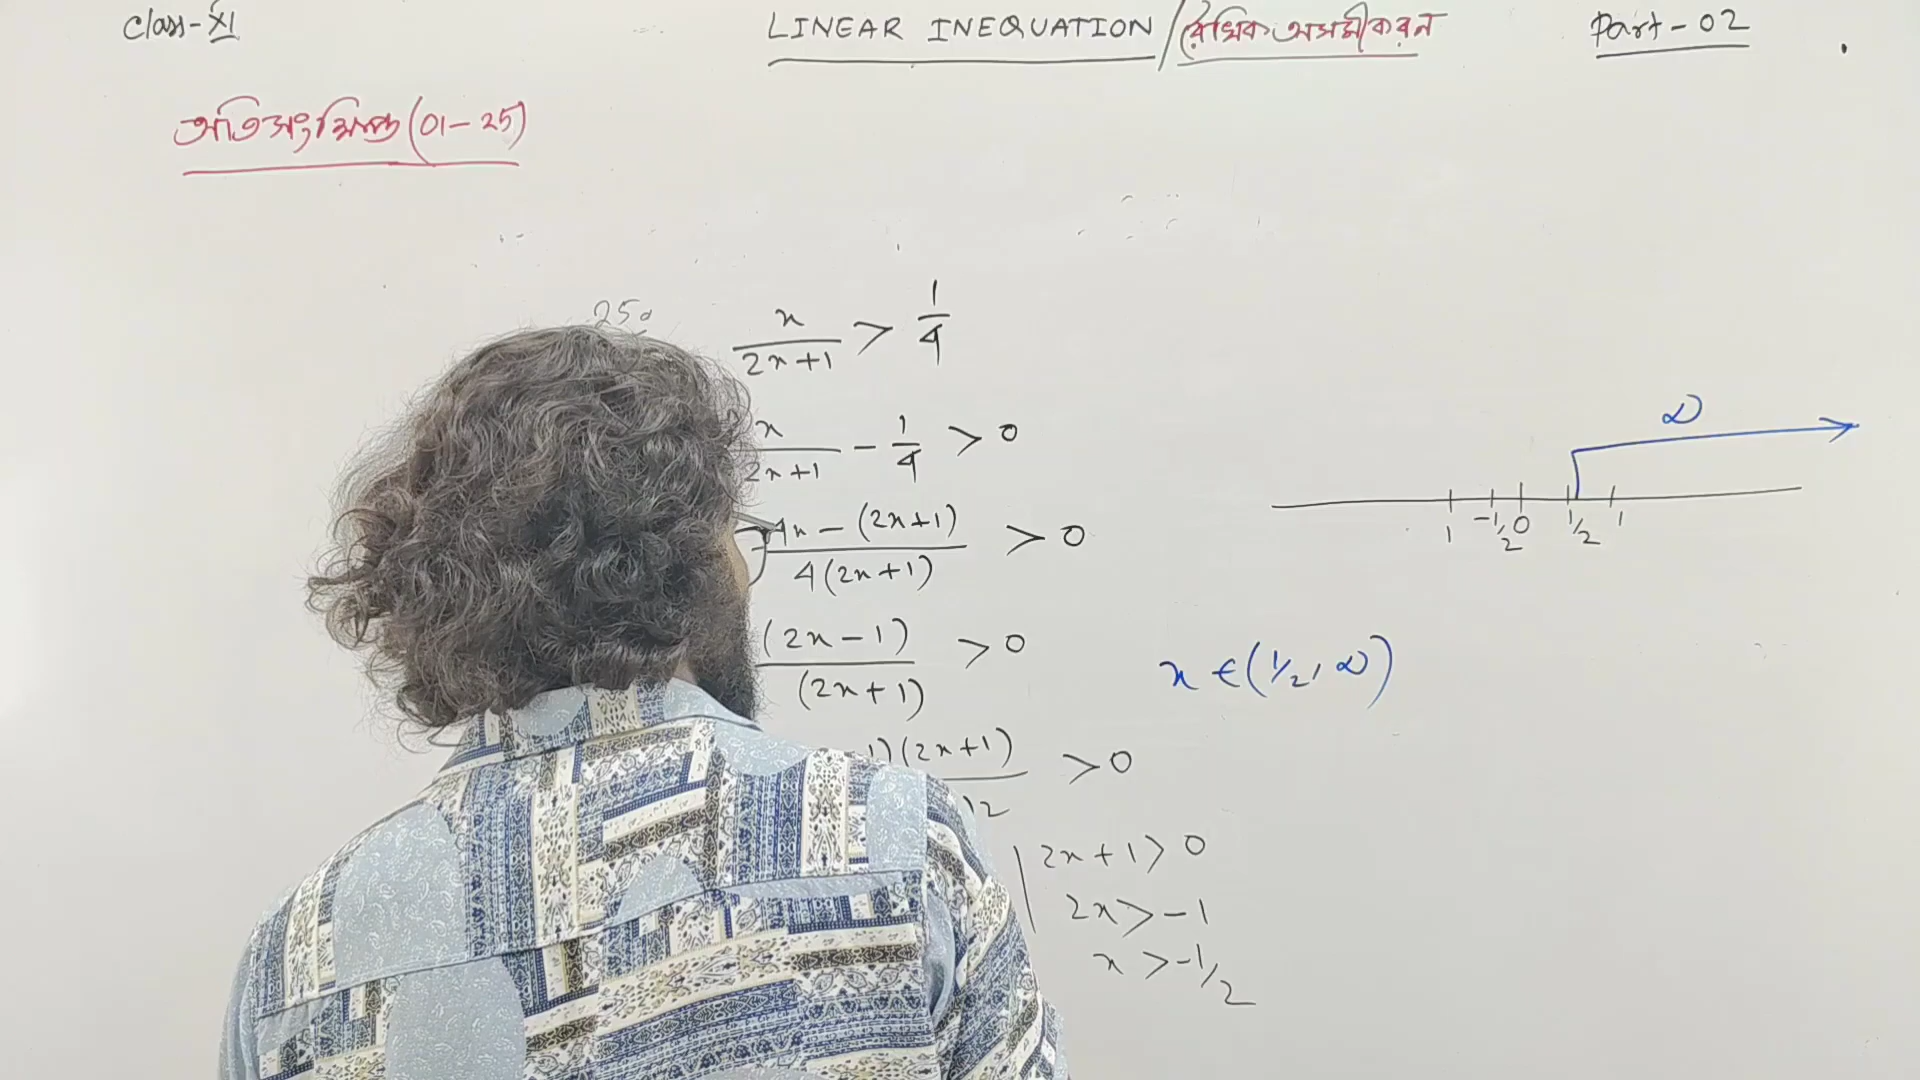 Class-XI
LINEAR INEQUATION/রৈখিক অসমীকরন
Part-02
অতিসংক্ষিপ্ত (01-25)
25.
x/(2x+1) > 1/4
x/(2x+1) - 1/4 > 0
4x-(2x+1)/4(2x+1) > 0
(2x-1)/(2x+1) > 0
1)(2x+1) > 0
)2
2x+1 > 0
2x > -1
x > -1/2
∞
1 -1/2 0 1/2 1
x ∈ (1/2, ∞)